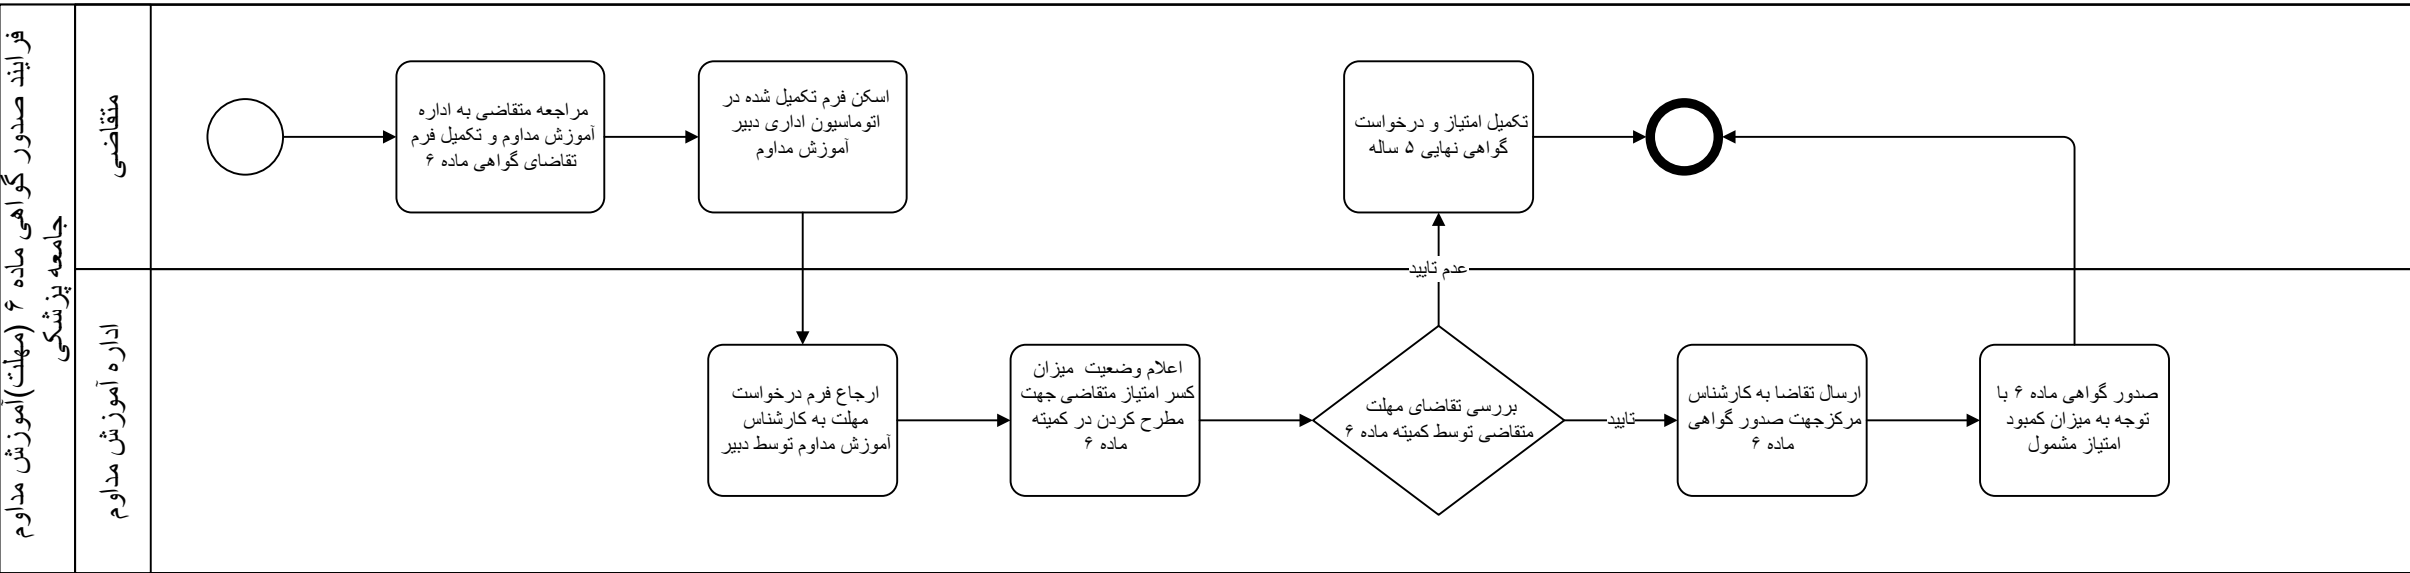 فرایند صدور گواهی ماده ۶ (مهلت)آموزش مداوم
جامعه پزشکی
متقاضی
مراجعه متقاضی به اداره
آموزش مداوم و تکمیل فرم
تقاضای گواهی ماده ۶
اسکن فرم تکمیل شده در
اتوماسیون اداری دبیر
آموزش مداوم
تکمیل امتیاز و درخواست
گواهی نهایی ۵ ساله
عدم تایید
اداره آموزش مداوم
ارجاع فرم درخواست
مهلت به کارشناس
آموزش مداوم توسط دبیر
اعلام وضعیت میزان
کسر امتیاز متقاضی جهت
مطرح کردن در کمیته
ماده ۶
بررسی تقاضای مهلت
متقاضی توسط کمیته ماده ۶
تایید
ارسال تقاضا به کارشناس
مرکزجهت صدور گواهی
ماده ۶
صدور گواهی ماده ۶ با
توجه به میزان کمبود
امتیاز مشمول